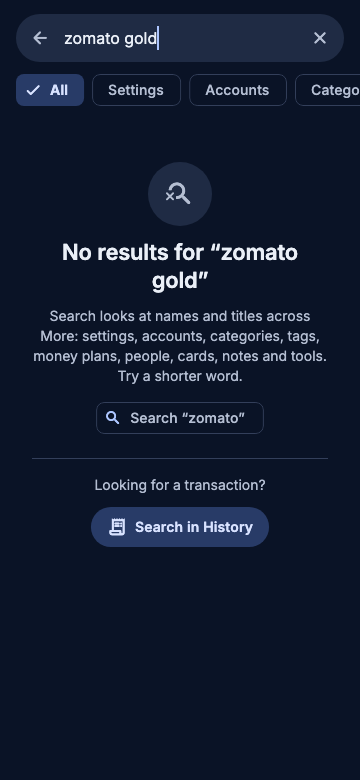 zomato gold
All
Settings
Accounts
Catego
No results for “zomato
gold”
Search looks at names and titles across
More: settings, accounts, categories, tags,
money plans, people, cards, notes and tools.
Try a shorter word.
Search “zomato”
Looking for a transaction?
Search in History